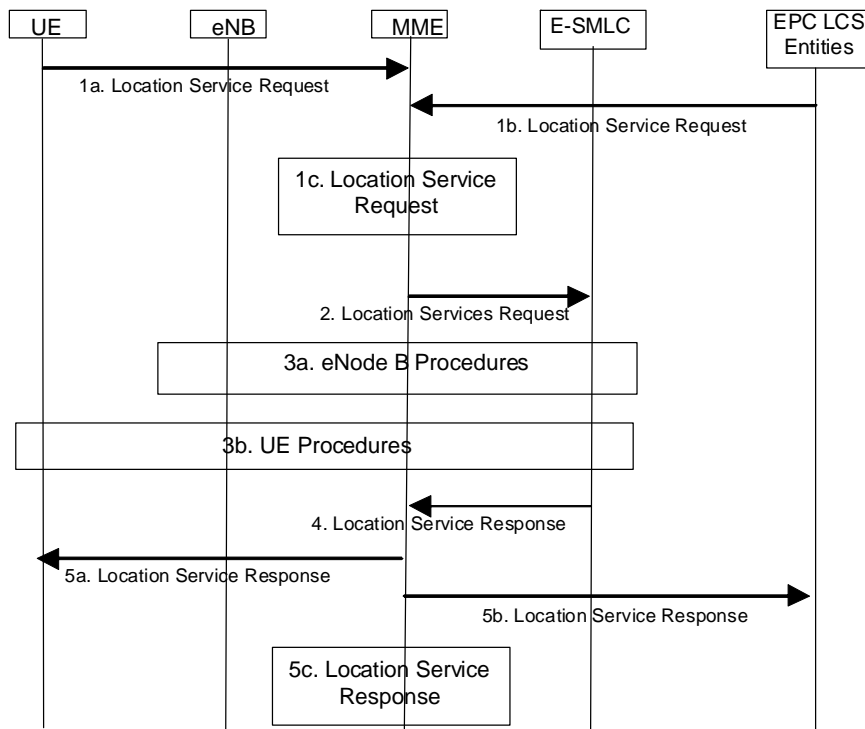 UE
eNB
MME
E-SMLC
EPC LCS
Entities
1a. Location Service Request
1b. Location Service Request
1c. Location Service
Request
2. Location Services Request
3a. eNode B Procedures
3b. UE Procedures
4. Location Service Response
5a. Location Service Response
5b. Location Service Response
5c. Location Service
Response